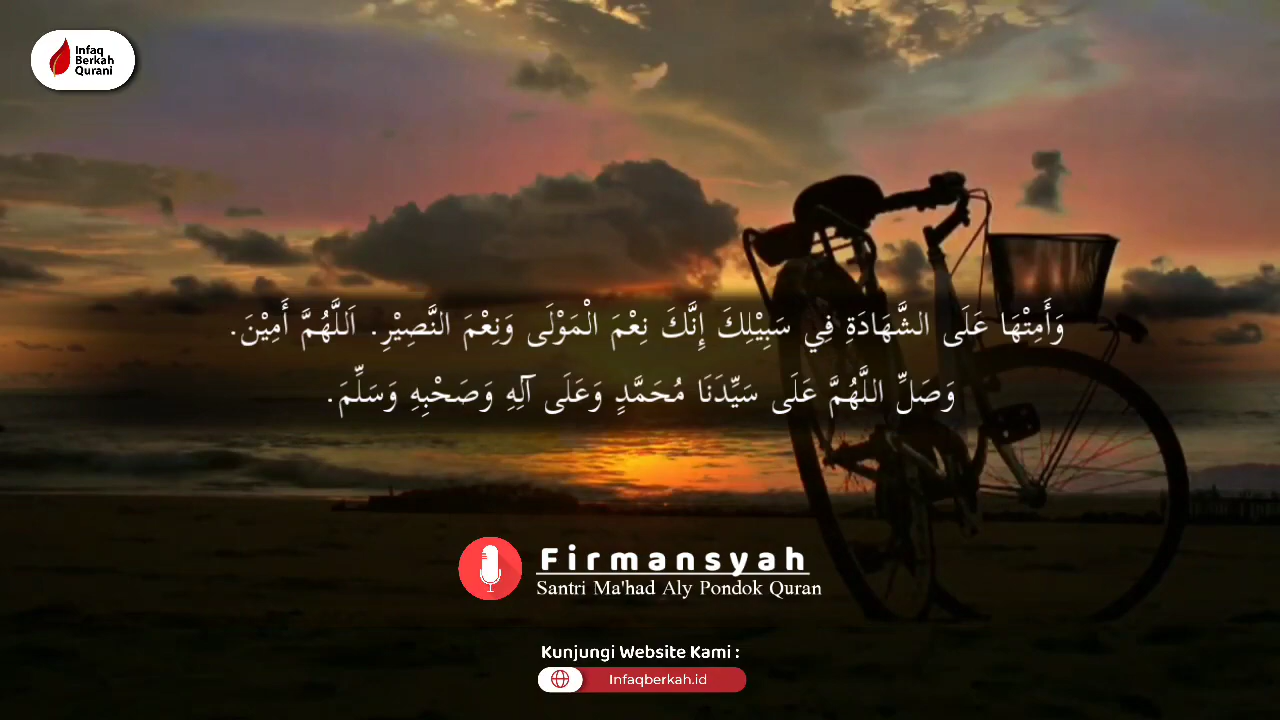 Infaq
Berkah
Qurani
وَأَمِتْهَا عَلَى الشَّهَادَةِ فِي سَبِيْلِكَ إِنَّكَ نِعْمَ الْمَوْلَى وَنِعْمَ النَّصِيْرِ. اَللَّهُمَّ أَمِيْنَ.
وَصَلِّ اللَّهُمَّ عَلَى سَيِّدَنَا مُحَمَّدٍ وَعَلَى آلِهِ وَصَحْبِهِ وَسَلِّمَ.
Firmansyah
Santri Ma'had Aly Pondok Quran
Kunjungi Website Kami :
Infaqberkah.id